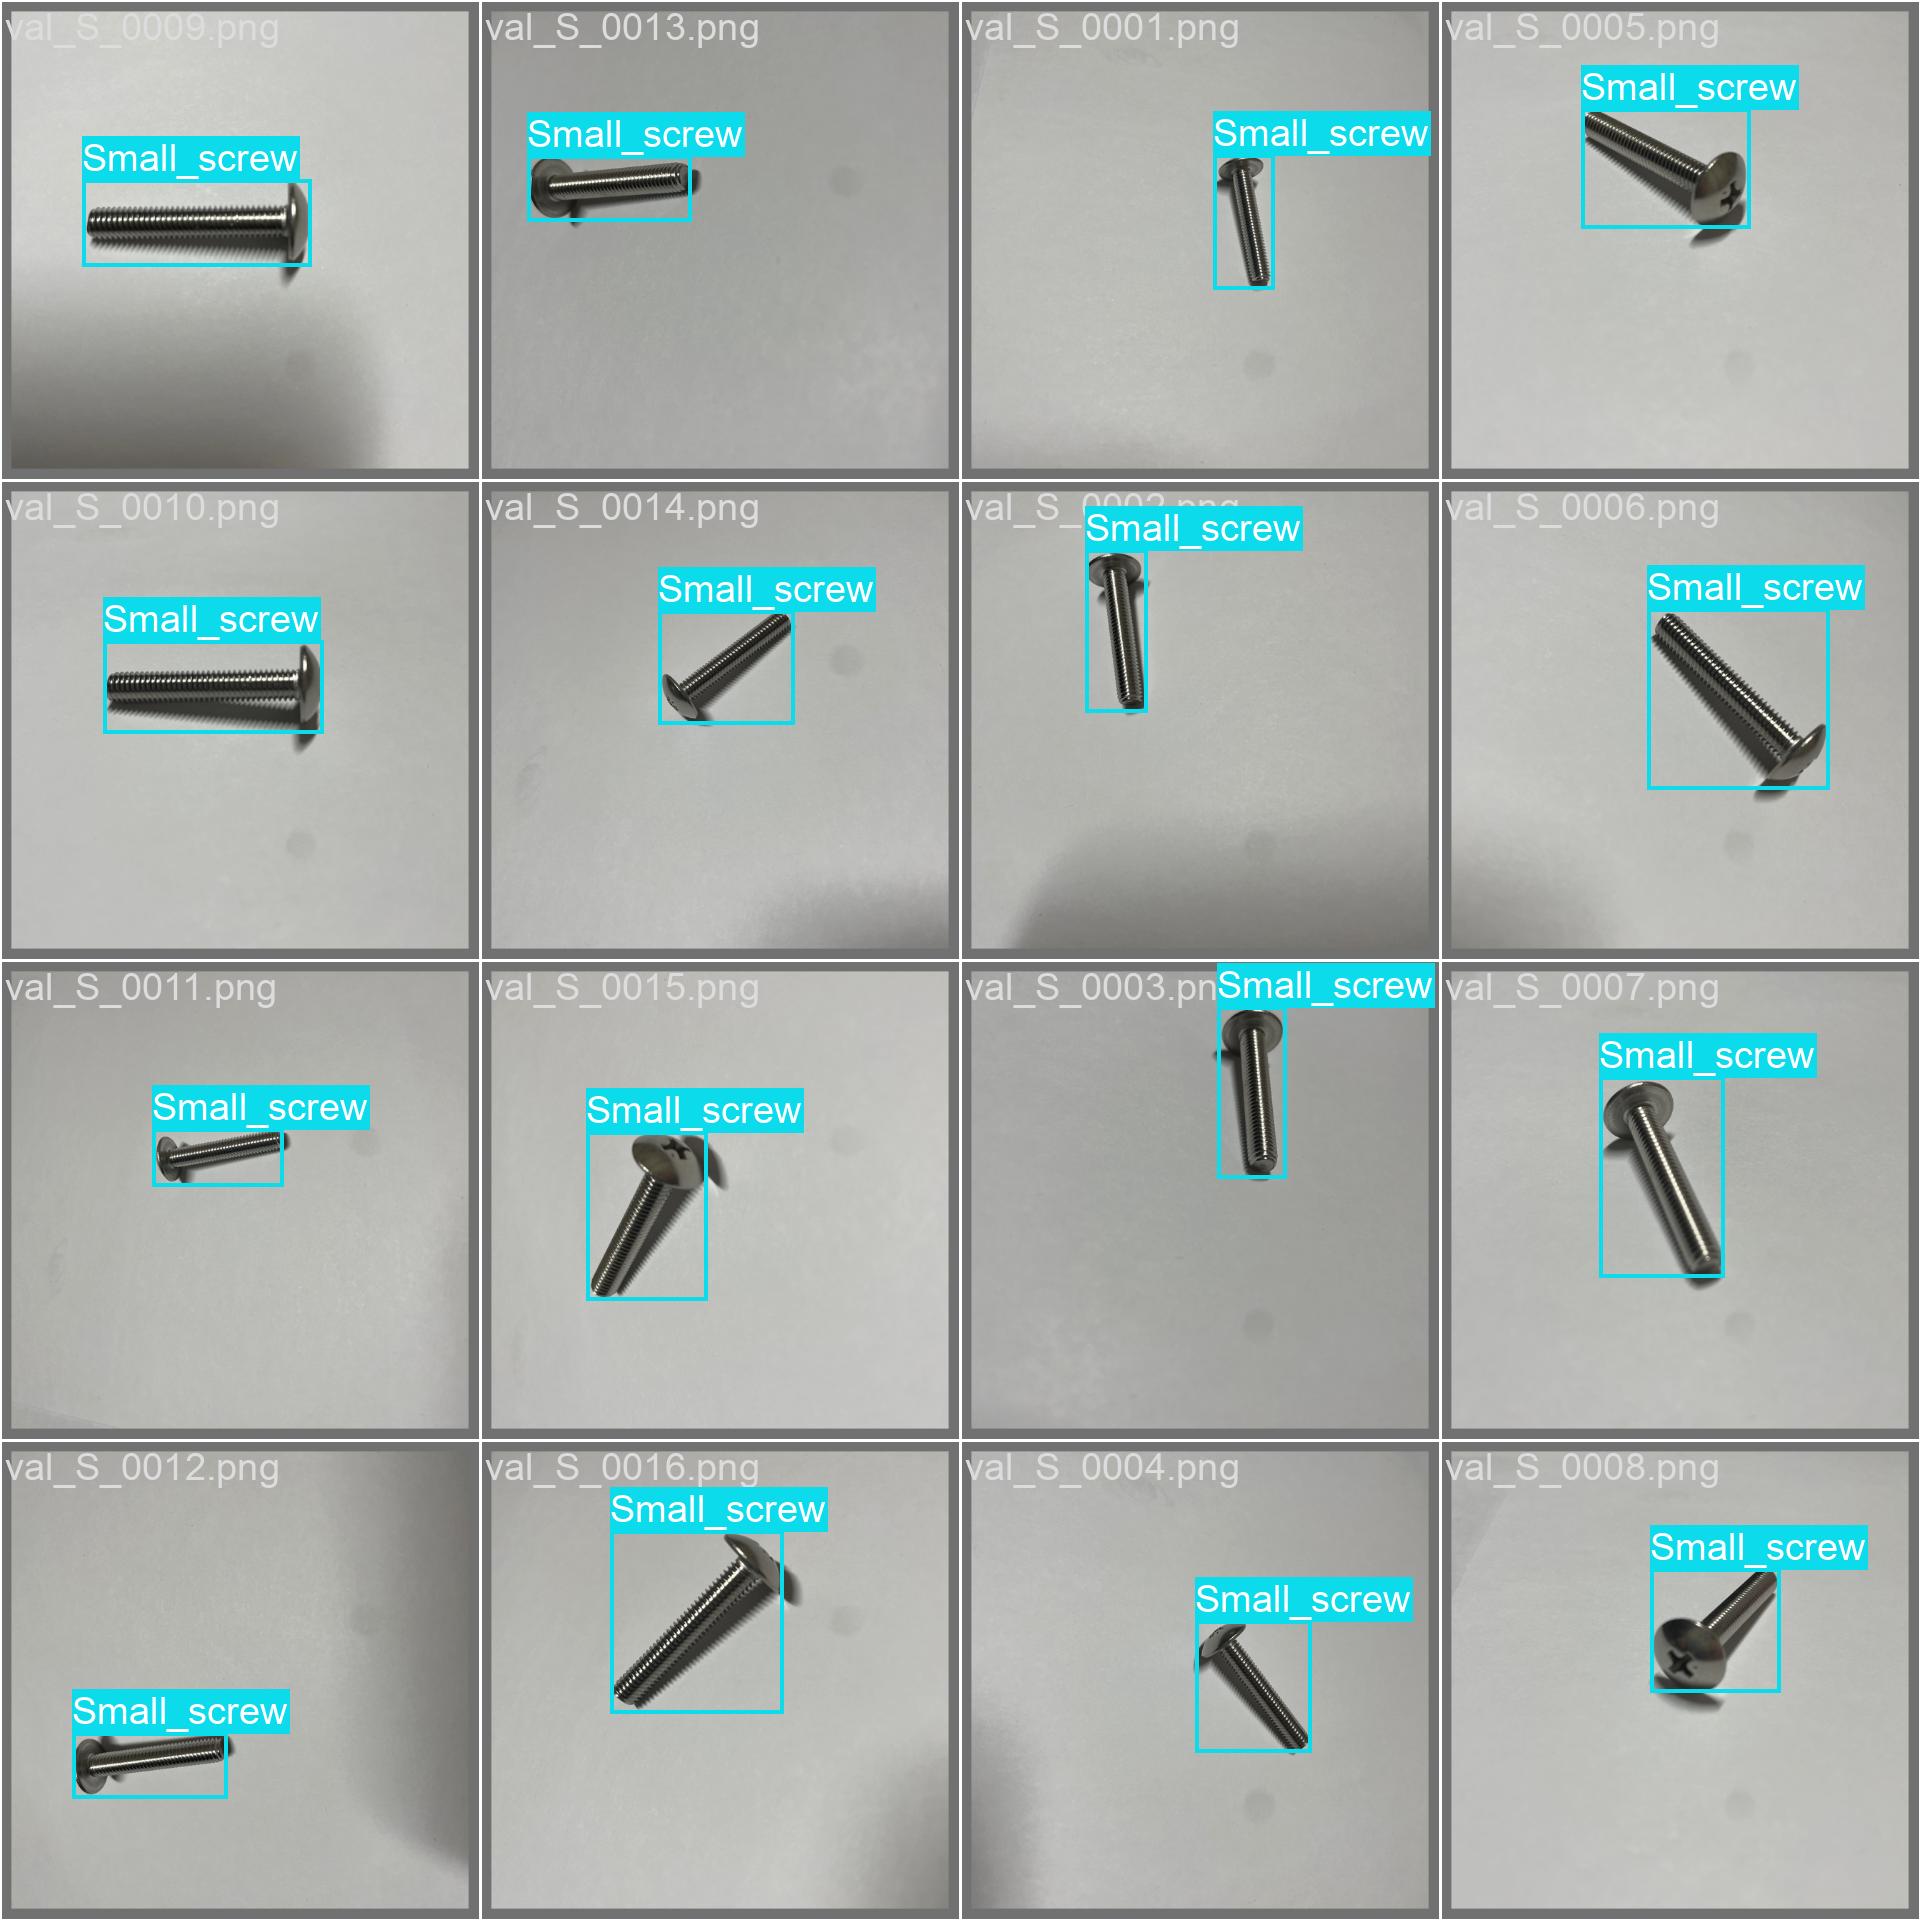 val_S_0009.png
Small_screw
val_S_0013.png
Small_screw
val_S_0001.png
Small_screw
val_S_0005.png
Small_screw
val_S_0010.png
Small_screw
val_S_0014.png
Small_screw
val_S_0002.png
Small_screw
val_S_0006.png
Small_screw
val_S_0011.png
Small_screw
val_S_0015.png
Small_screw
val_S_0003.pn
Small_screw
val_S_0007.png
Small_screw
val_S_0012.png
Small_screw
val_S_0016.png
Small_screw
val_S_0004.png
Small_screw
val_S_0008.png
Small_screw